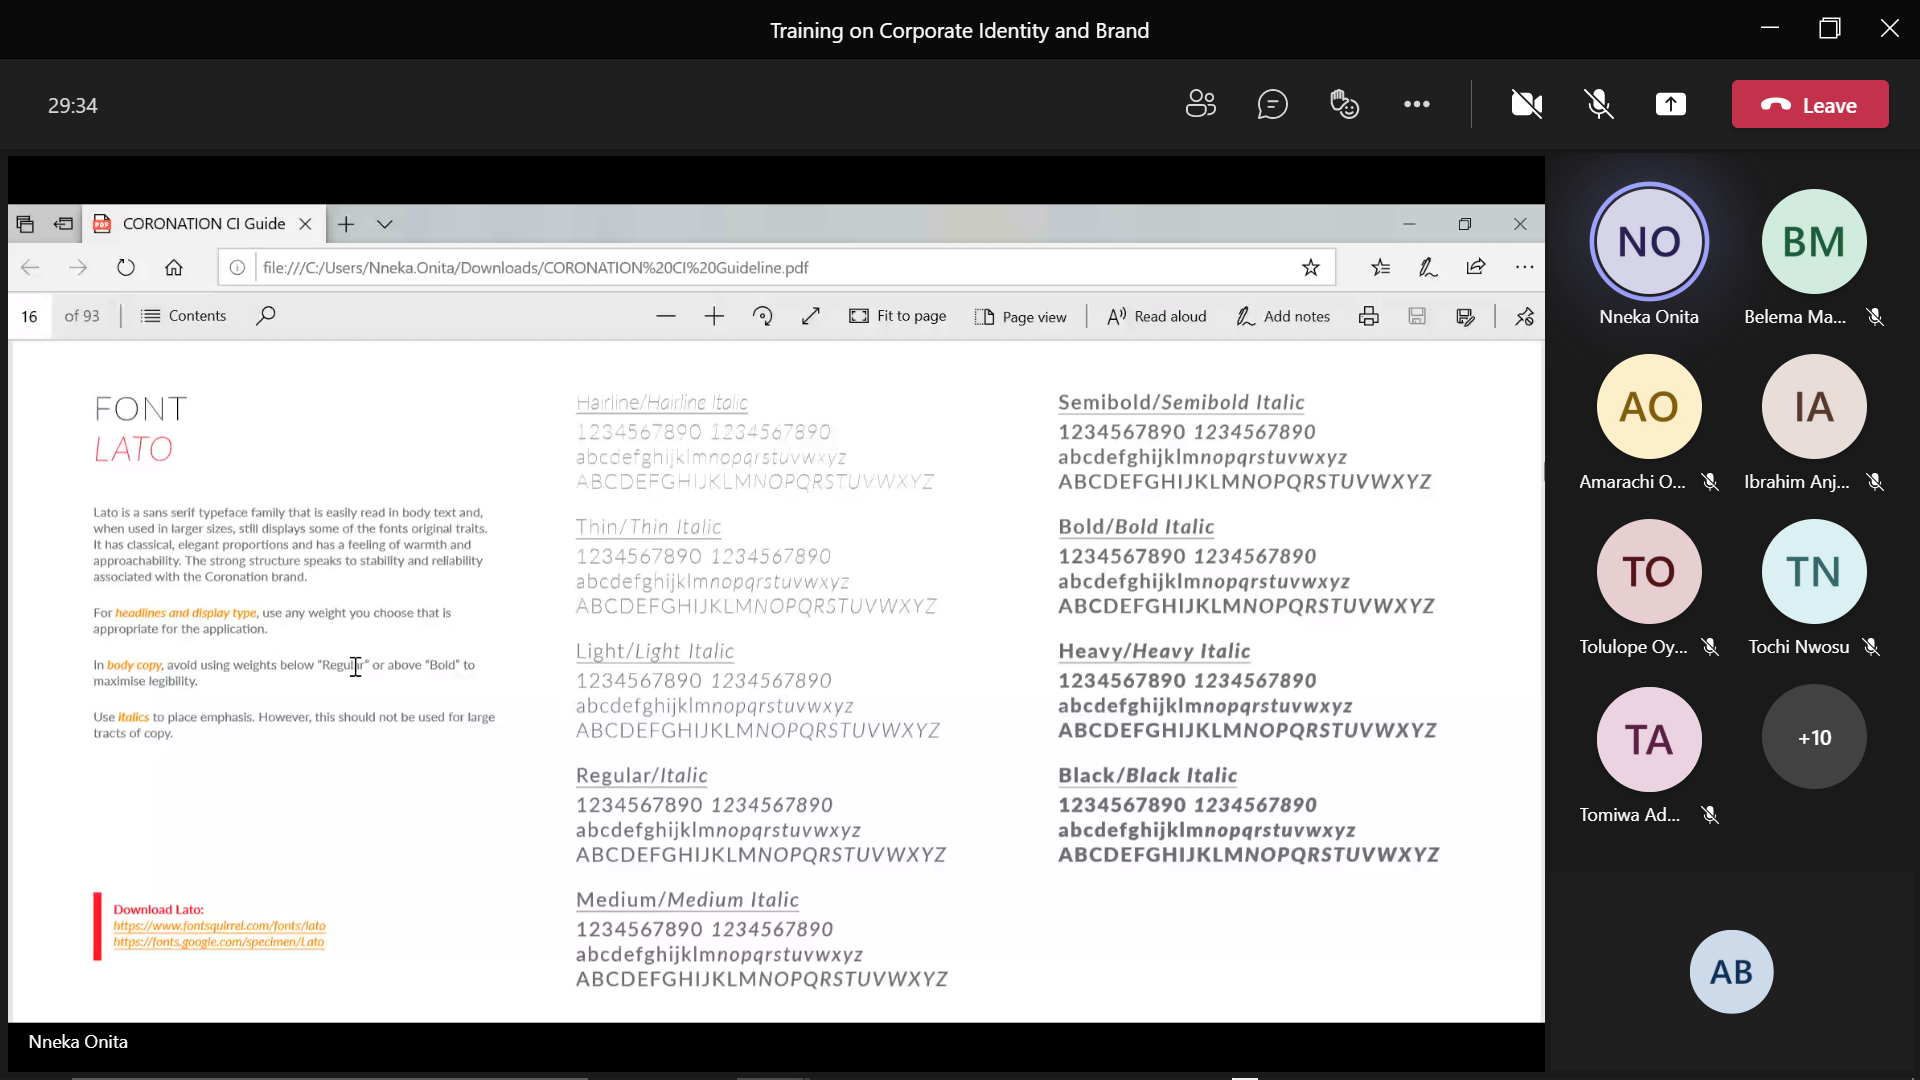 Training on Corporate Identity and Brand
29:34
Leave
CORONATION CI Guide
file:///C:/Users/Nneka.Onita/Downloads/CORONATION%20CI%20Guideline.pdf
16 of 93 Contents Fit to page Page view Read aloud Add notes
FONT
LATO
Lato is a sans serif typeface family that is easily read in body text and,
when used in larger sizes, still displays some of the fonts original traits.
It has classical, elegant proportions and has a feeling of warmth and
approachability. The strong structure speaks to stability and reliability
associated with the Coronation brand.
For headlines and display type, use any weight you choose that is
appropriate for the application.
In body copy, avoid using weights below “Regular” or above “Bold” to
maximise legibility.
Use italics to place emphasis. However, this should not be used for large
tracts of copy.
Download Lato:
https://www.fontsquirrel.com/fonts/lato
https://fonts.google.com/specimen/Lato
Hairline/Hairline Italic
1234567890 1234567890
abcdefghijklmnopqrstuvwxyz
ABCDEFGHIJKLMNOPQRSTUVWXYZ
Thin/Thin Italic
1234567890 1234567890
abcdefghijklmnopqrstuvwxyz
ABCDEFGHIJKLMNOPQRSTUVWXYZ
Light/Light Italic
1234567890 1234567890
abcdefghijklmnopqrstuvwxyz
ABCDEFGHIJKLMNOPQRSTUVWXYZ
Regular/Italic
1234567890 1234567890
abcdefghijklmnopqrstuvwxyz
ABCDEFGHIJKLMNOPQRSTUVWXYZ
Medium/Medium Italic
1234567890 1234567890
abcdefghijklmnopqrstuvwxyz
ABCDEFGHIJKLMNOPQRSTUVWXYZ
Semibold/Semibold Italic
1234567890 1234567890
abcdefghijklmnopqrstuvwxyz
ABCDEFGHIJKLMNOPQRSTUVWXYZ
Bold/Bold Italic
1234567890 1234567890
abcdefghijklmnopqrstuvwxyz
ABCDEFGHIJKLMNOPQRSTUVWXYZ
Heavy/Heavy Italic
1234567890 1234567890
abcdefghijklmnopqrstuvwxyz
ABCDEFGHIJKLMNOPQRSTUVWXYZ
Black/Black Italic
1234567890 1234567890
abcdefghijklmnopqrstuvwxyz
ABCDEFGHIJKLMNOPQRSTUVWXYZ
Nneka Onita
NO BM
Nneka Onita Belema Ma...
AO IA
Amarachi O... Ibrahim Anj...
TO TN
Tolulope Oy... Tochi Nwosu
TA +10
Tomiwa Ad...
AB